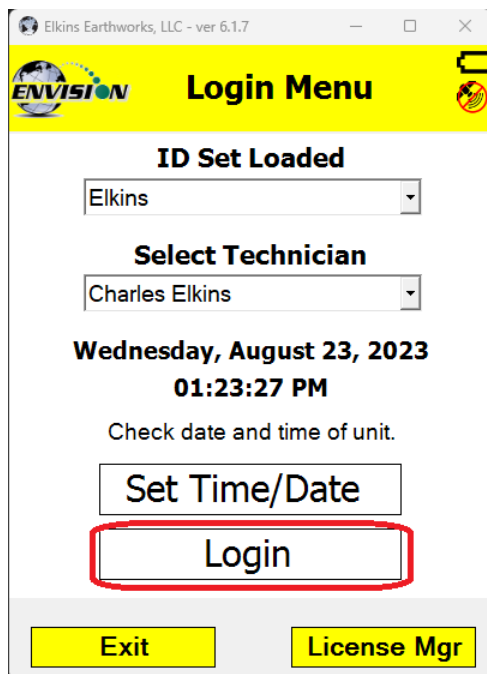 Elkins Earthworks, LLC - ver 6.1.7
ENVISION
Login Menu
ID Set Loaded
Elkins
Select Technician
Charles Elkins
Wednesday, August 23, 2023
01:23:27 PM
Check date and time of unit.
Set Time/Date
Login
Exit
License Mgr